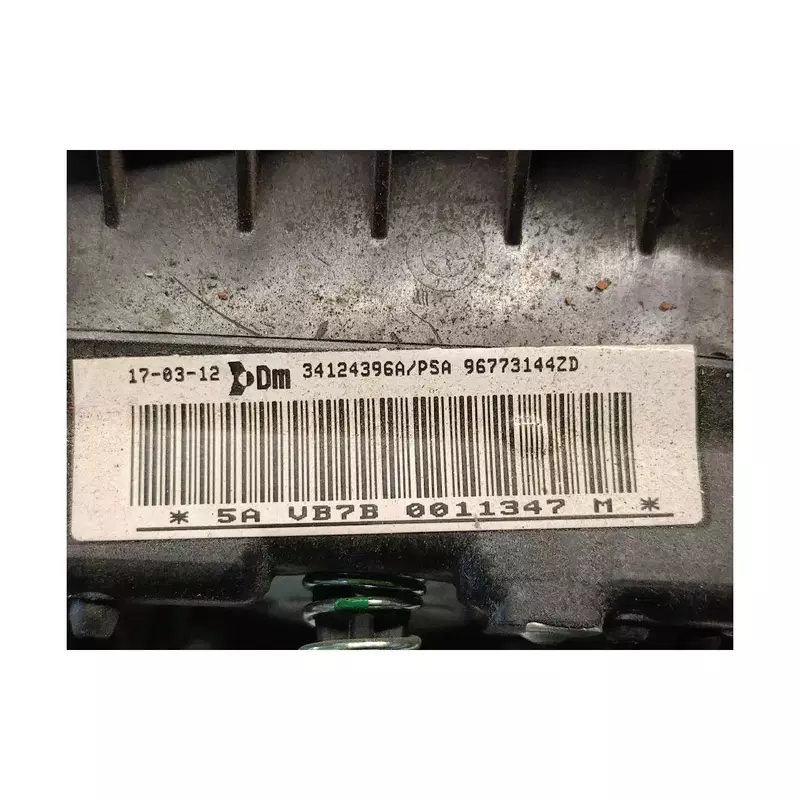 17-03-12 Dm 34124396A/PSA 96773144ZD
* 5A VB7B 0011347 M *